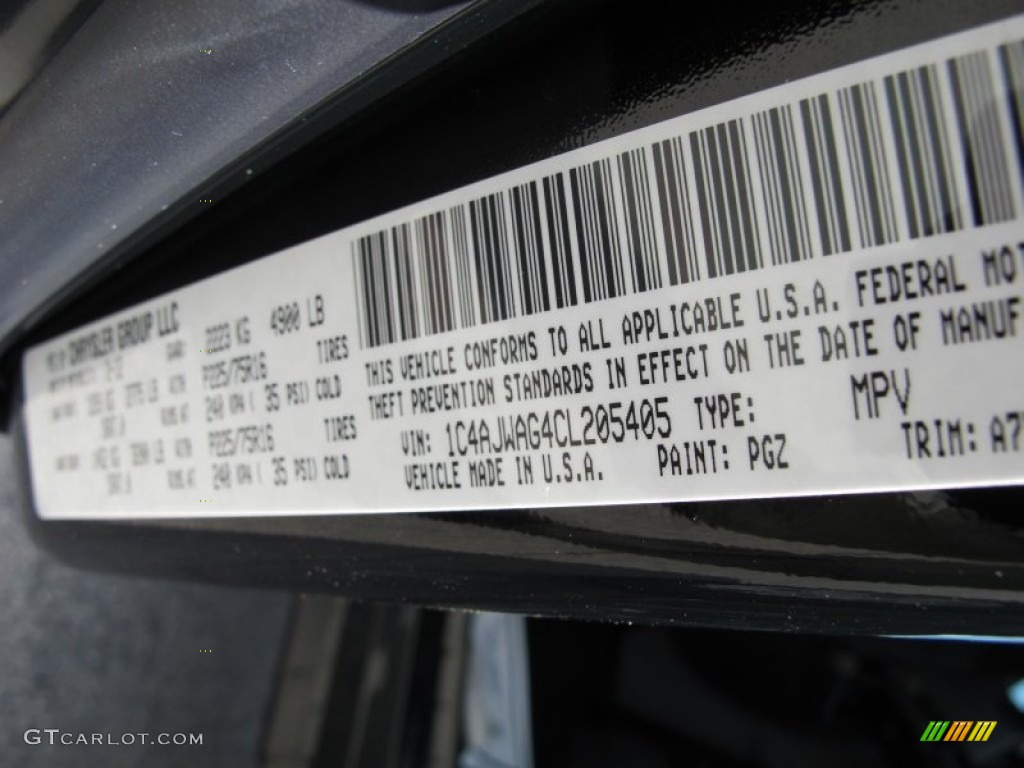 CHRYSLER GROUP LLC
2223 KG 4900 LB
P225/75R16 TIRES
240 KPA ( 35 PSI) COLD
P225/75R16 TIRES
240 KPA ( 35 PSI) COLD
THIS VEHICLE CONFORMS TO ALL APPLICABLE U.S.A. FEDERAL MOT
THEFT PREVENTION STANDARDS IN EFFECT ON THE DATE OF MANUF
VIN: 1C4AJWAG4CL205405 TYPE: MPV
VEHICLE MADE IN U.S.A. PAINT: PGZ TRIM: A7
GTCARLOT.COM